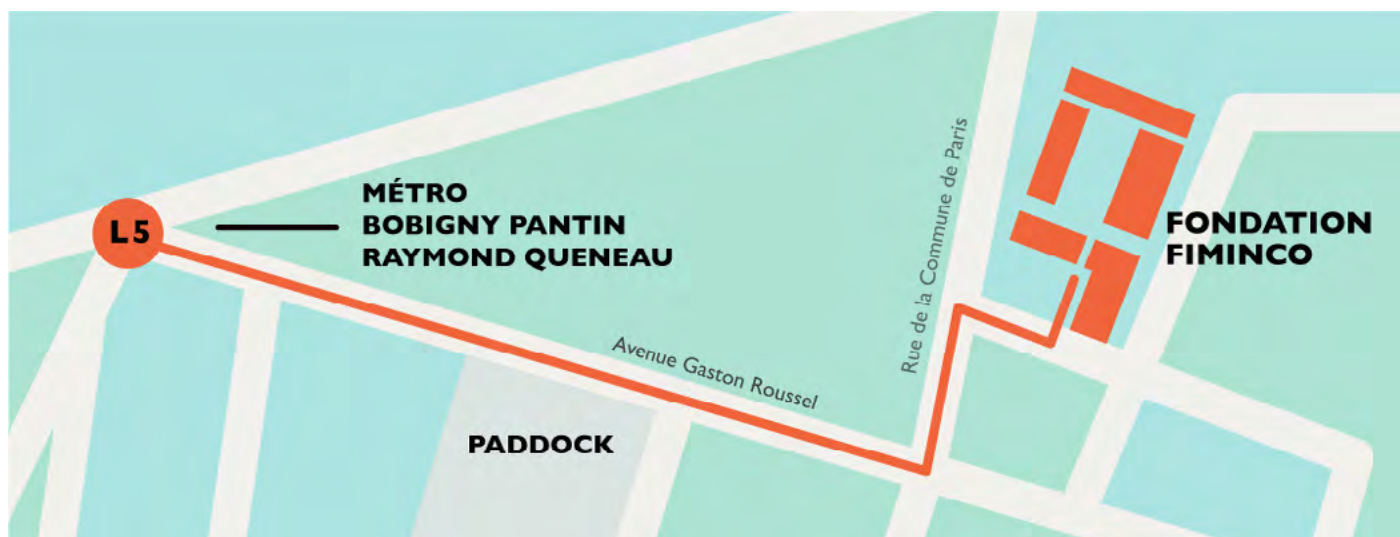 L5
MÉTRO
BOBIGNY PANTIN
RAYMOND QUENEAU
Avenue Gaston Roussel
PADDOCK
Rue de la Commune de Paris
FONDATION
FIMINCO